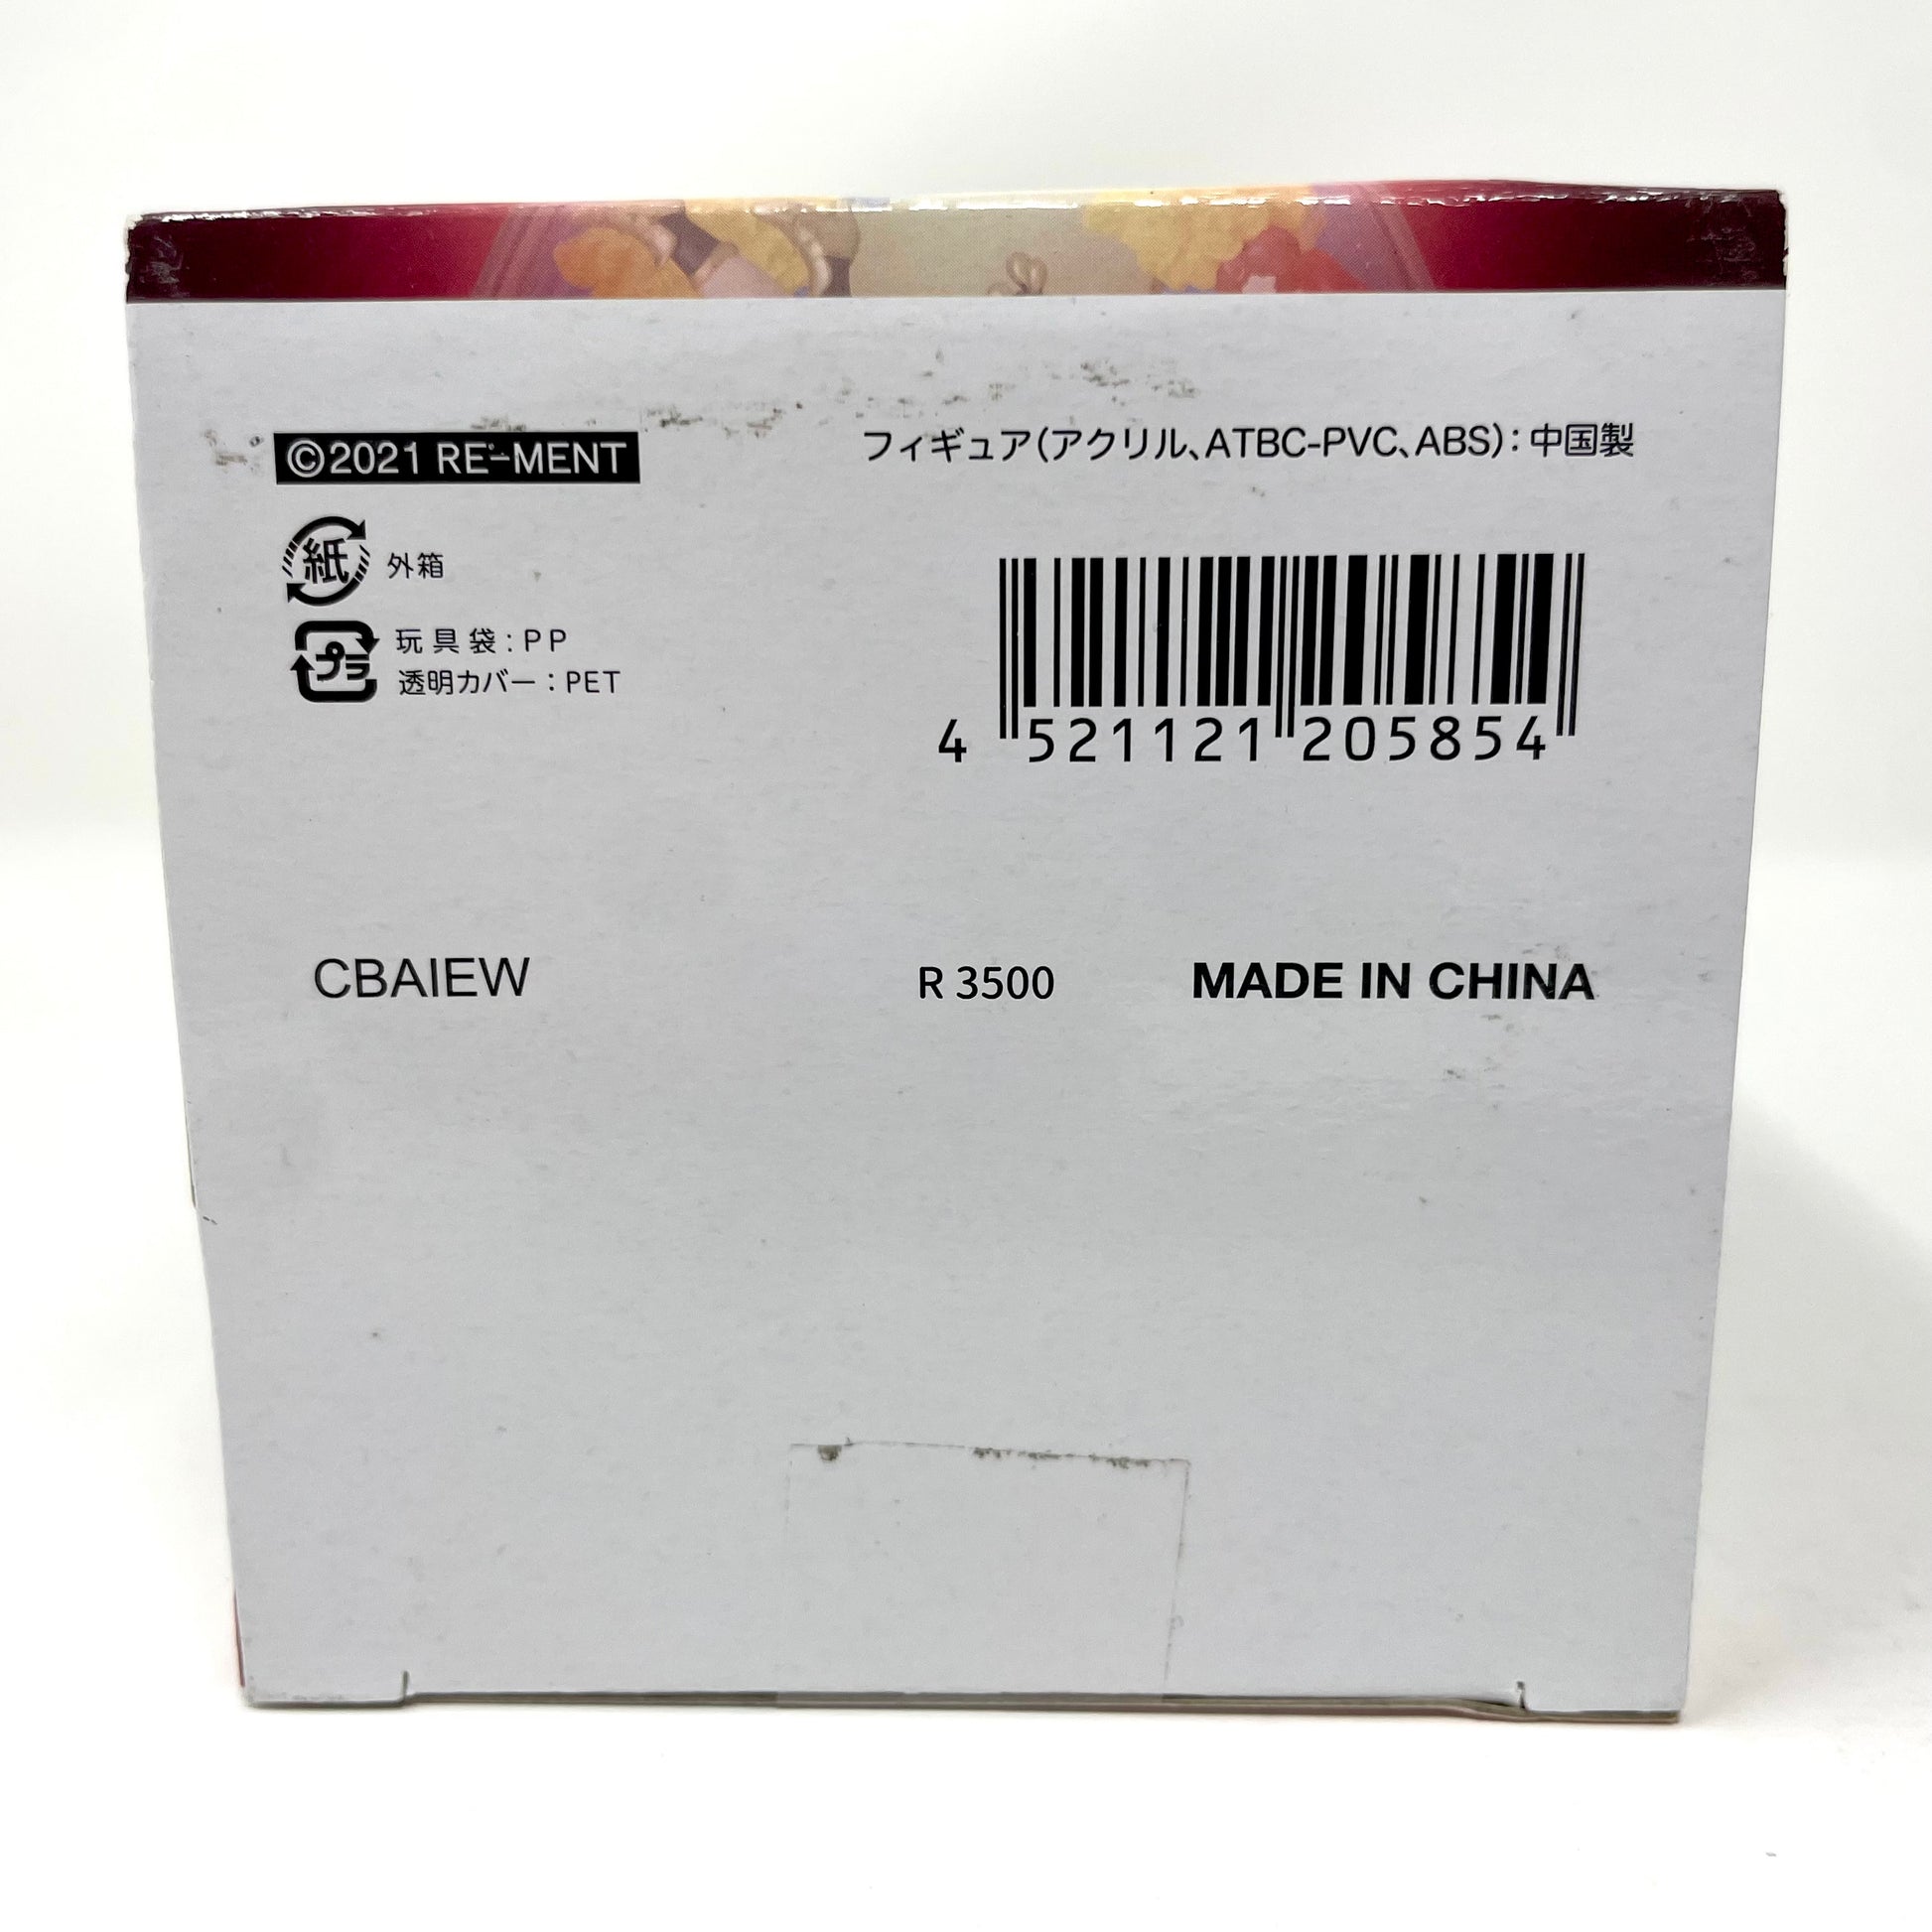 ©2021 RE-MENT
フィギュア(アクリル、ATBC-PVC、ABS)：中国製
紙 外箱
プラ 玩具袋：PP
透明カバー：PET
4 521121 205854
CBAIEW
R 3500
MADE IN CHINA